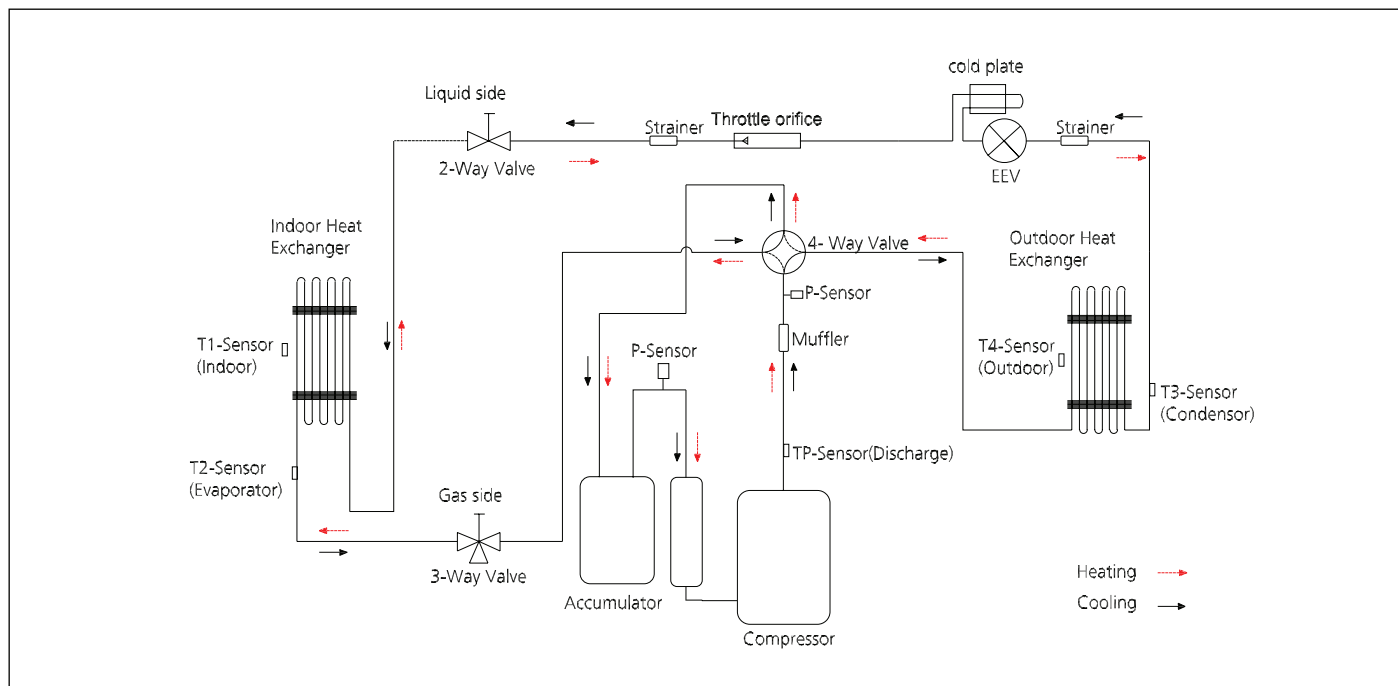 cold plate
Liquid side
Strainer
Throttle orifice
Strainer
2-Way Valve
EEV
Indoor Heat
Exchanger
4- Way Valve
Outdoor Heat
Exchanger
P-Sensor
Muffler
T1-Sensor
(Indoor)
P-Sensor
T4-Sensor
(Outdoor)
T3-Sensor
(Condensor)
T2-Sensor
(Evaporator)
TP-Sensor(Discharge)
Gas side
3-Way Valve
Accumulator
Compressor
Heating
Cooling